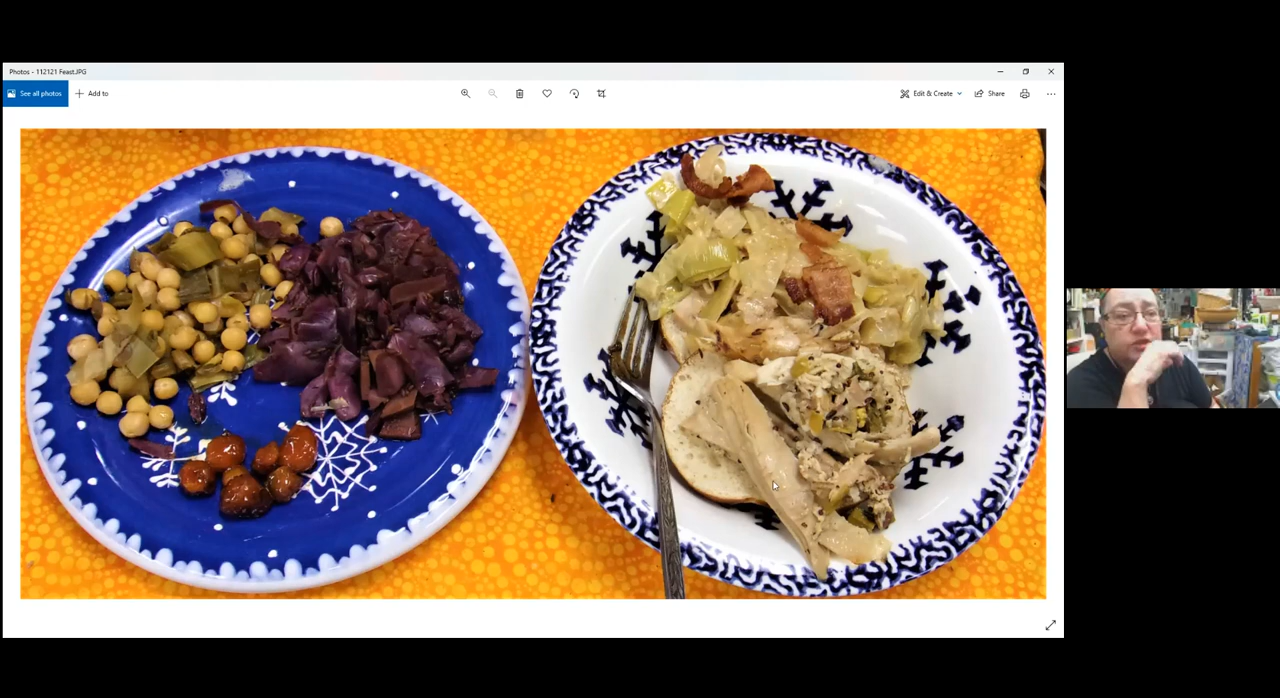 Photos - 112121 Feast.JPG
See all photos
Add to
Edit & Create
Share